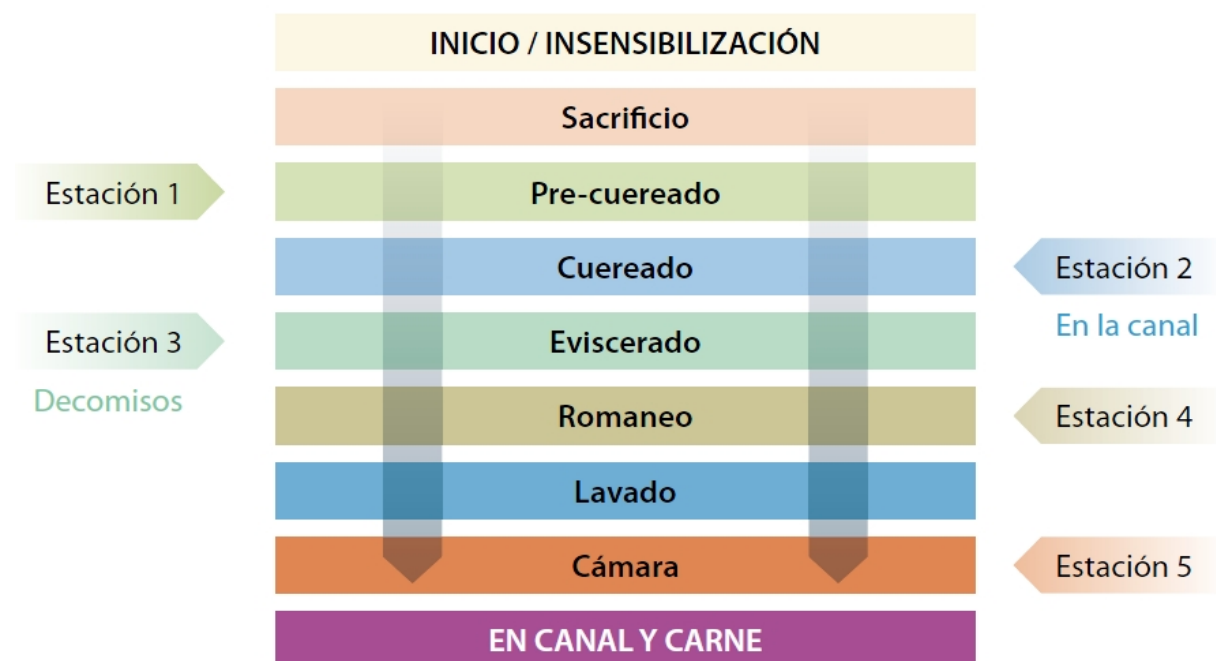 INICIO / INSENSIBILIZACIÓN
Sacrificio
Estación 1
Pre-cuereado
Cuereado
Estación 2
En la canal
Estación 3
Eviscerado
Decomisos
Romaneo
Estación 4
Lavado
Cámara
Estación 5
EN CANAL Y CARNE